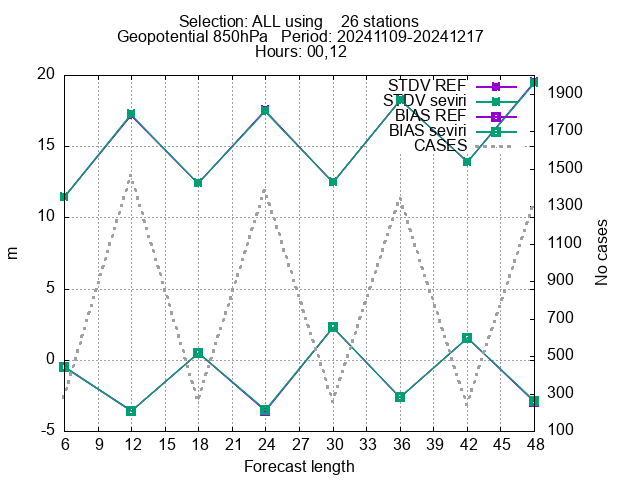 Selection: ALL using    26 stations
Geopotential 850hPa   Period: 20241109-20241217
Hours: 00,12
STDV REF
STDV seviri
BIAS REF
BIAS seviri
CASES
20
15
10
5
0
-5
m
1900
1700
1500
1300
1100
900
700
500
300
100
No cases
6 9 12 15 18 21 24 27 30 33 36 39 42 45 48
Forecast length